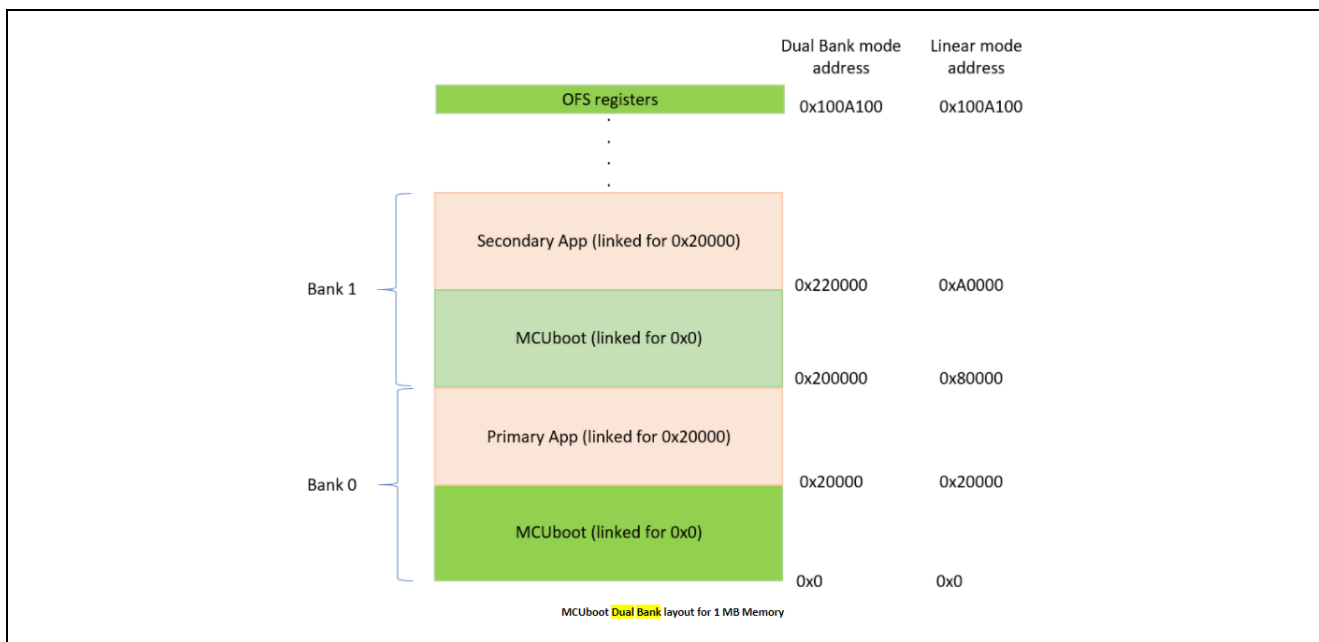 Dual Bank mode address
Linear mode address
OFS registers
0x100A100
0x100A100
.
.
.
.
Bank 1
Secondary App (linked for 0x20000)
0x220000
0xA0000
MCUboot (linked for 0x0)
0x200000
0x80000
Bank 0
Primary App (linked for 0x20000)
0x20000
0x20000
MCUboot (linked for 0x0)
0x0
0x0
MCUboot Dual Bank layout for 1 MB Memory